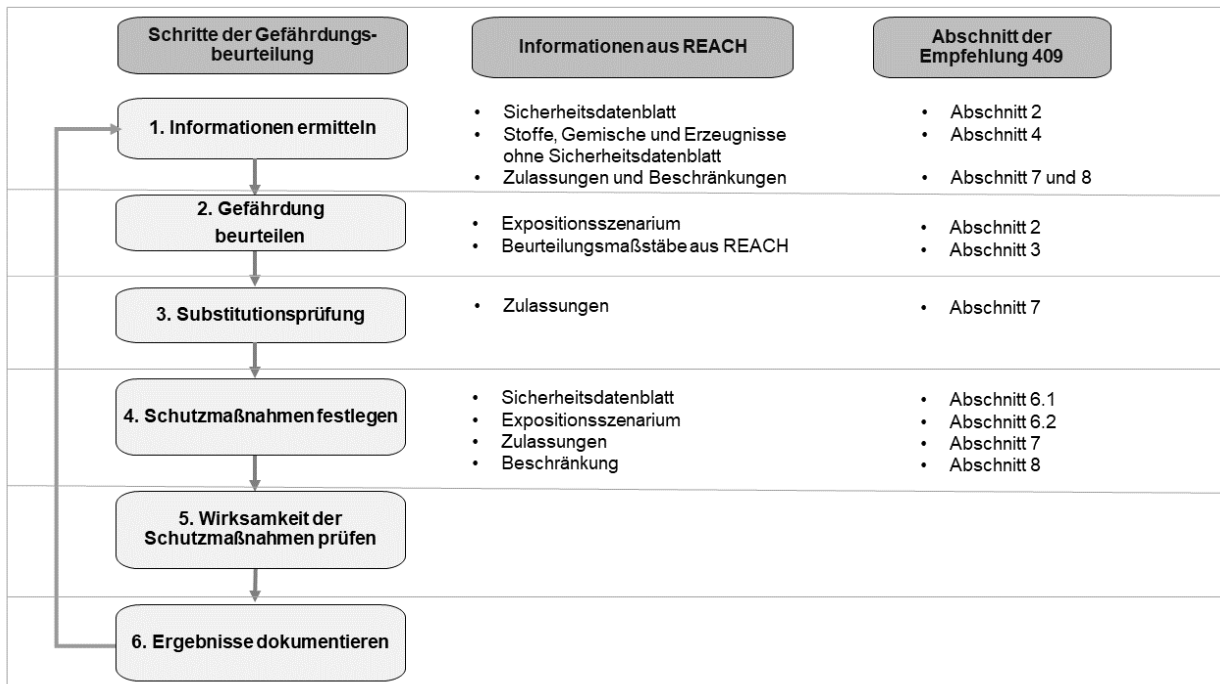 Schritte der Gefährdungs-
beurteilung
Informationen aus REACH
Abschnitt der
Empfehlung 409
1. Informationen ermitteln
• Sicherheitsdatenblatt
• Stoffe, Gemische und Erzeugnisse
ohne Sicherheitsdatenblatt
• Zulassungen und Beschränkungen
• Abschnitt 2
• Abschnitt 4
• Abschnitt 7 und 8
2. Gefährdung
beurteilen
• Expositionsszenarium
• Beurteilungsmaßstäbe aus REACH
• Abschnitt 2
• Abschnitt 3
3. Substitutionsprüfung
• Zulassungen
• Abschnitt 7
4. Schutzmaßnahmen festlegen
• Sicherheitsdatenblatt
• Expositionsszenarium
• Zulassungen
• Beschränkung
• Abschnitt 6.1
• Abschnitt 6.2
• Abschnitt 7
• Abschnitt 8
5. Wirksamkeit der
Schutzmaßnahmen prüfen
6. Ergebnisse dokumentieren